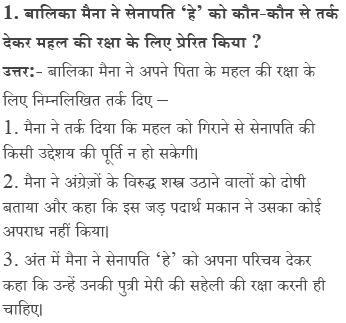 1. बालिका मैना ने सेनापति ‘हे’ को कौन-कौन से तर्क
देकर महल की रक्षा के लिए प्रेरित किया ?
उत्तर:- बालिका मैना ने अपने पिता के महल की रक्षा के
लिए निम्नलिखित तर्क दिए –
1. मैना ने तर्क दिया कि महल को गिराने से सेनापति की
किसी उद्देशय की पूर्ति न हो सकेगी।
2. मैना ने अंग्रेज़ों के विरुद्ध शस्त्र उठाने वालों को दोषी
बताया और कहा कि इस जड़ पदार्थ मकान ने उसका कोई
अपराध नहीं किया।
3. अंत में मैना ने सेनापति ‘हे’ को अपना परिचय देकर
कहा कि उन्हें उनकी पुत्री मेरी की सहेली की रक्षा करनी ही
चाहिए।